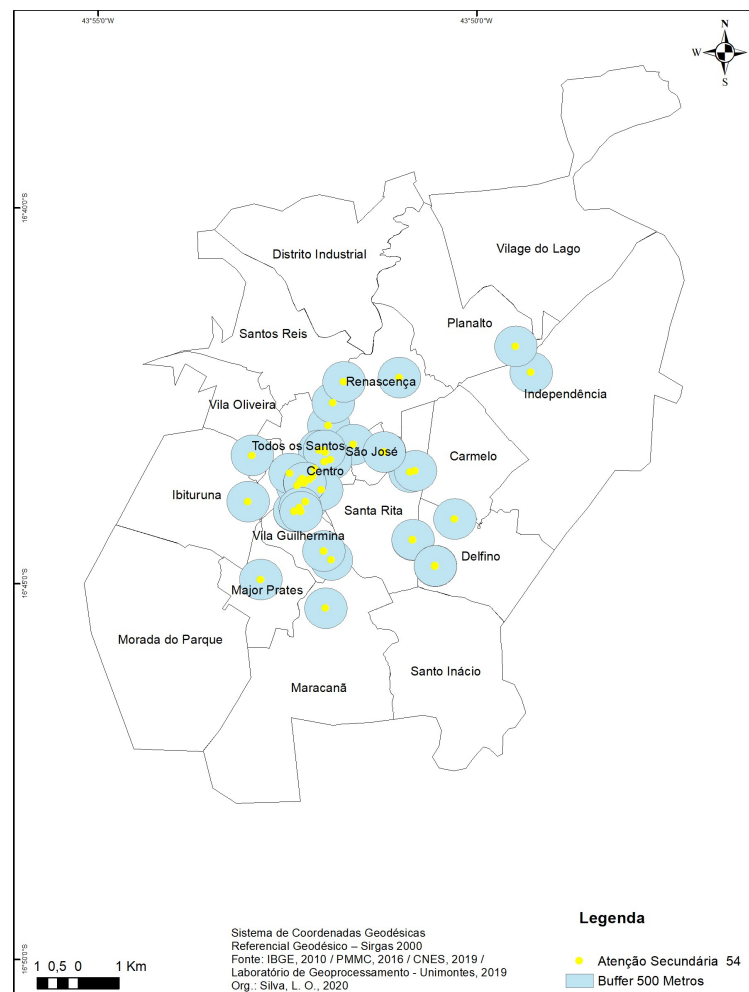 43°55'0"W
43°50'0"W
N
W
E
S
16°40'0"S
Vilage do Lago
Distrito Industrial
Planalto
Santos Reis
Renascença
Independência
Vila Oliveira
Todos os Santos
São José
Carmelo
Centro
Ibituruna
Santa Rita
Vila Guilhermina
Delfino
16°45'0"S
Major Prates
Morada do Parque
Santo Inácio
Maracanã
Legenda
Atenção Secundária 54
Buffer 500 Metros
Sistema de Coordenadas Geodésicas
Referencial Geodésico – Sirgas 2000
Fonte: IBGE, 2010 / PMMC, 2016 / CNES, 2019 /
Laboratório de Geoprocessamento - Unimontes, 2019
Org.: Silva, L. O., 2020
16°50'0"S
1 0,5 0 1 Km